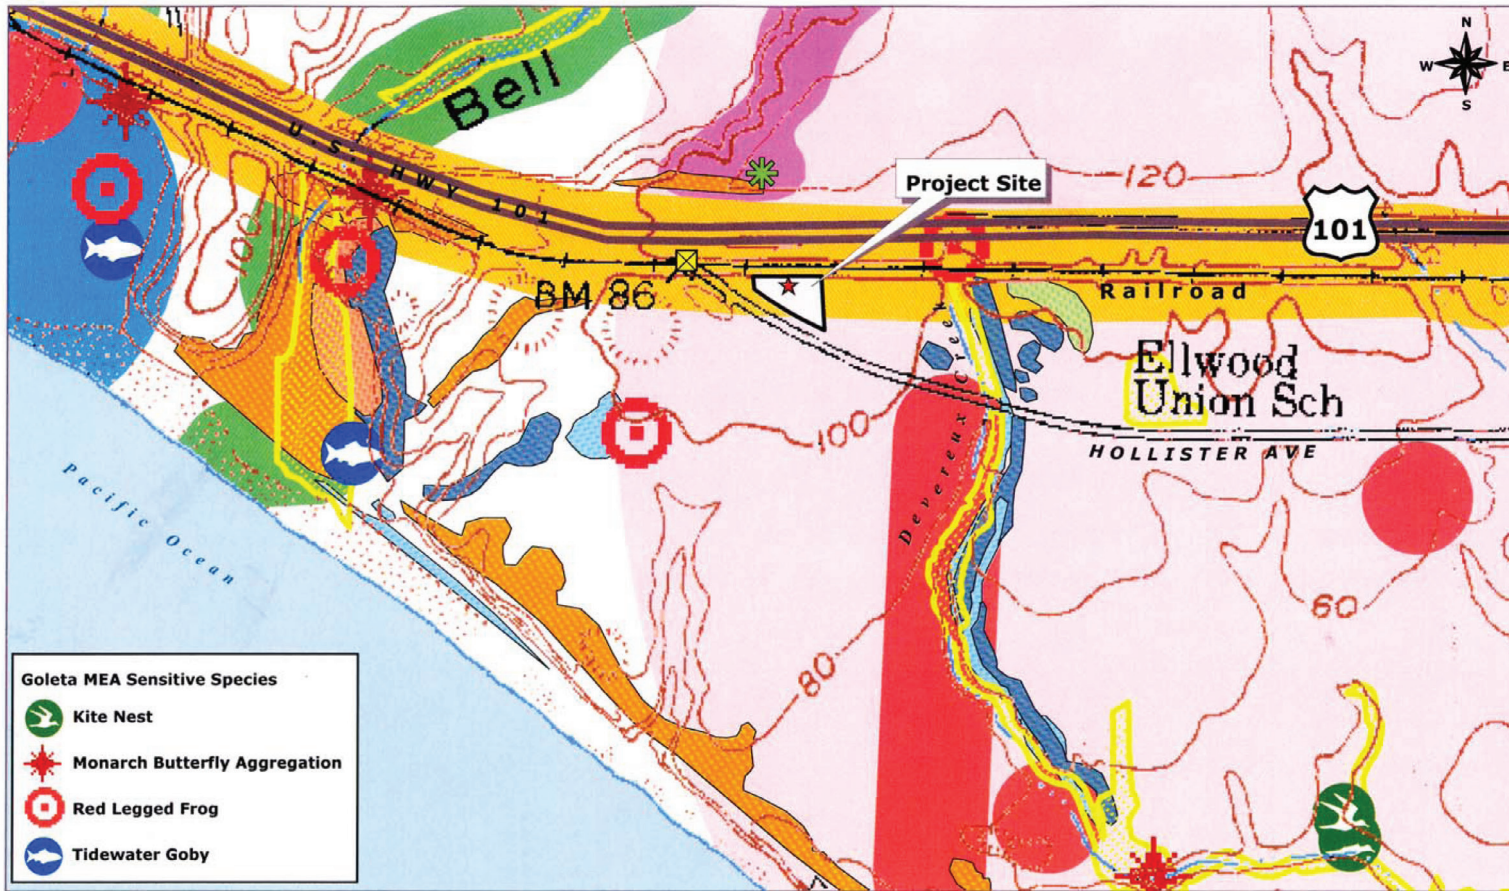 N
W E
S
Bell
U.S. HWY 101
120
Project Site
101
100
BM 86
Railroad
Ellwood
Union Sch
Devereux Creek
100
HOLLISTER AVE
Pacific Ocean
60
80
Goleta MEA Sensitive Species
Kite Nest
Monarch Butterfly Aggregation
Red Legged Frog
Tidewater Goby